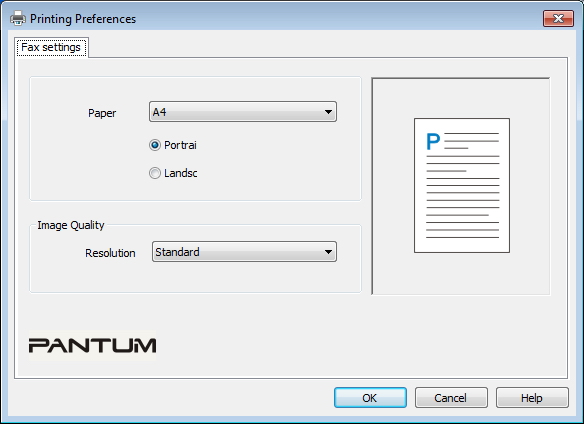 Printing Preferences
Fax settings
Paper A4
Portrai
Landsc
P
Image Quality
Resolution Standard
PANTUM
OK Cancel Help